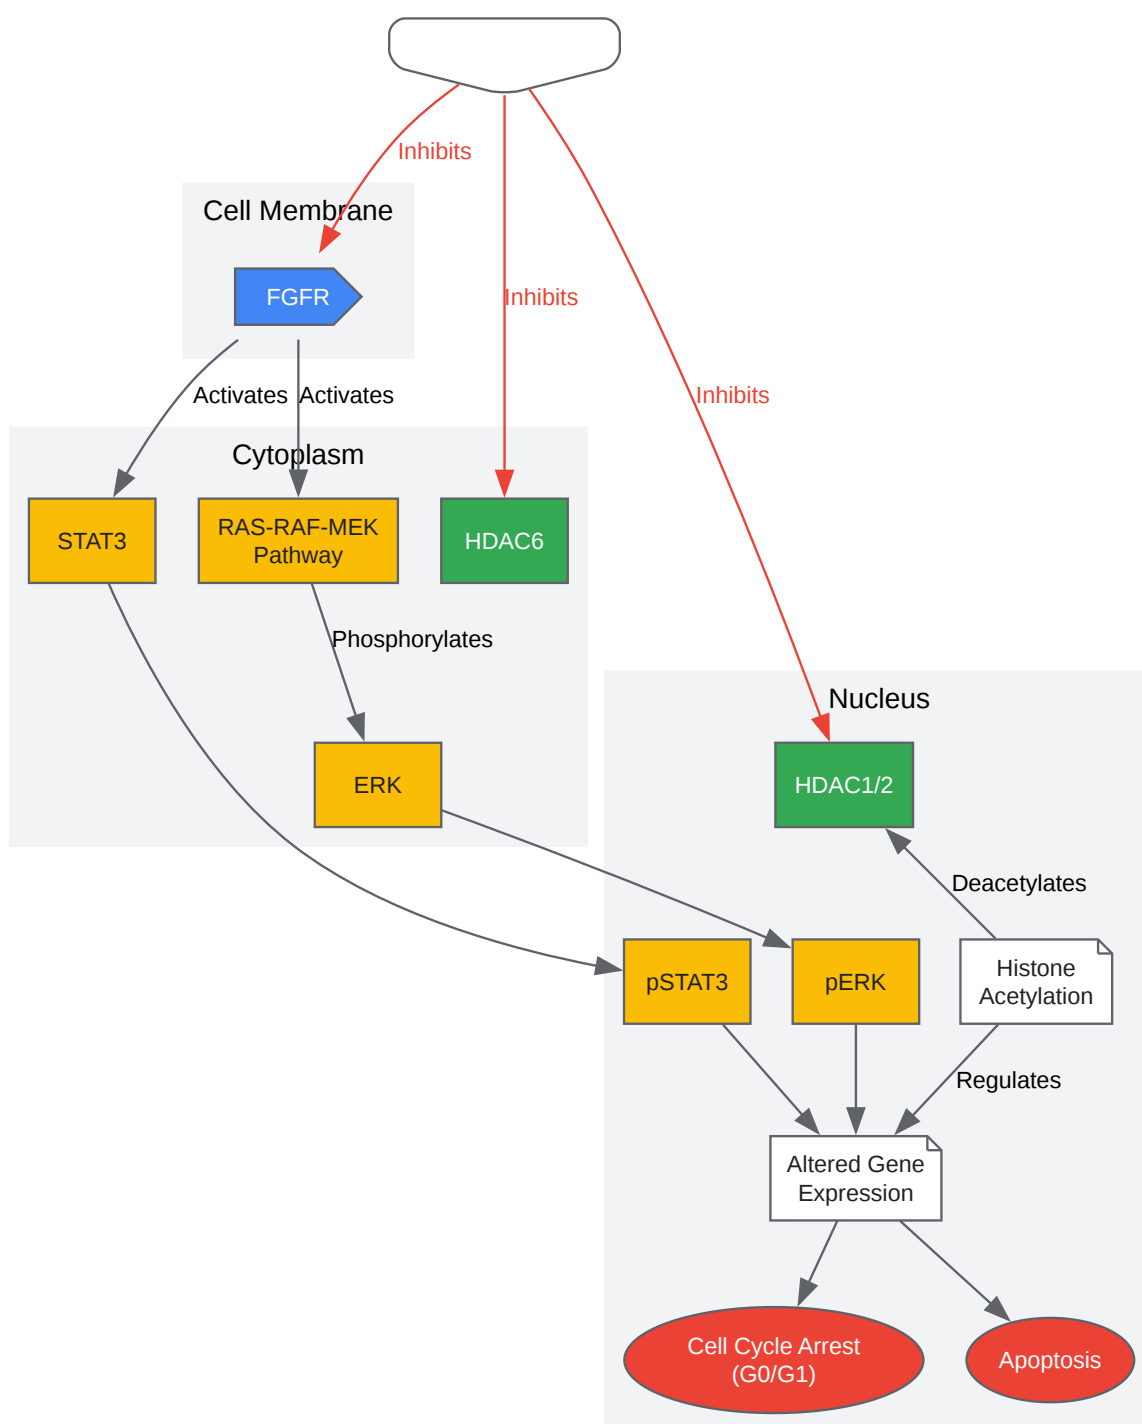 Inhibits
Cell Membrane
FGFR
Inhibits
Activates
Activates
Inhibits
Cytoplasm
STAT3
RAS-RAF-MEK
Pathway
HDAC6
Phosphorylates
Nucleus
ERK
HDAC1/2
Deacetylates
pSTAT3
pERK
Histone
Acetylation
Regulates
Altered Gene
Expression
Cell Cycle Arrest
(G0/G1)
Apoptosis